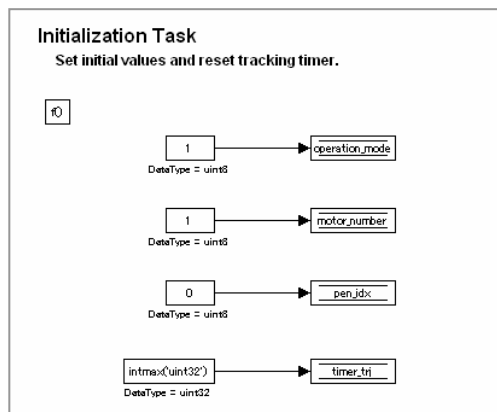 Initialization Task
Set initial values and reset tracking timer.
f()
1
operation_mode
DataType = uint8
1
motor_number
DataType = uint8
0
pen_idx
DataType = uint8
intmax('uint32')
timer_trj
DataType = uint32